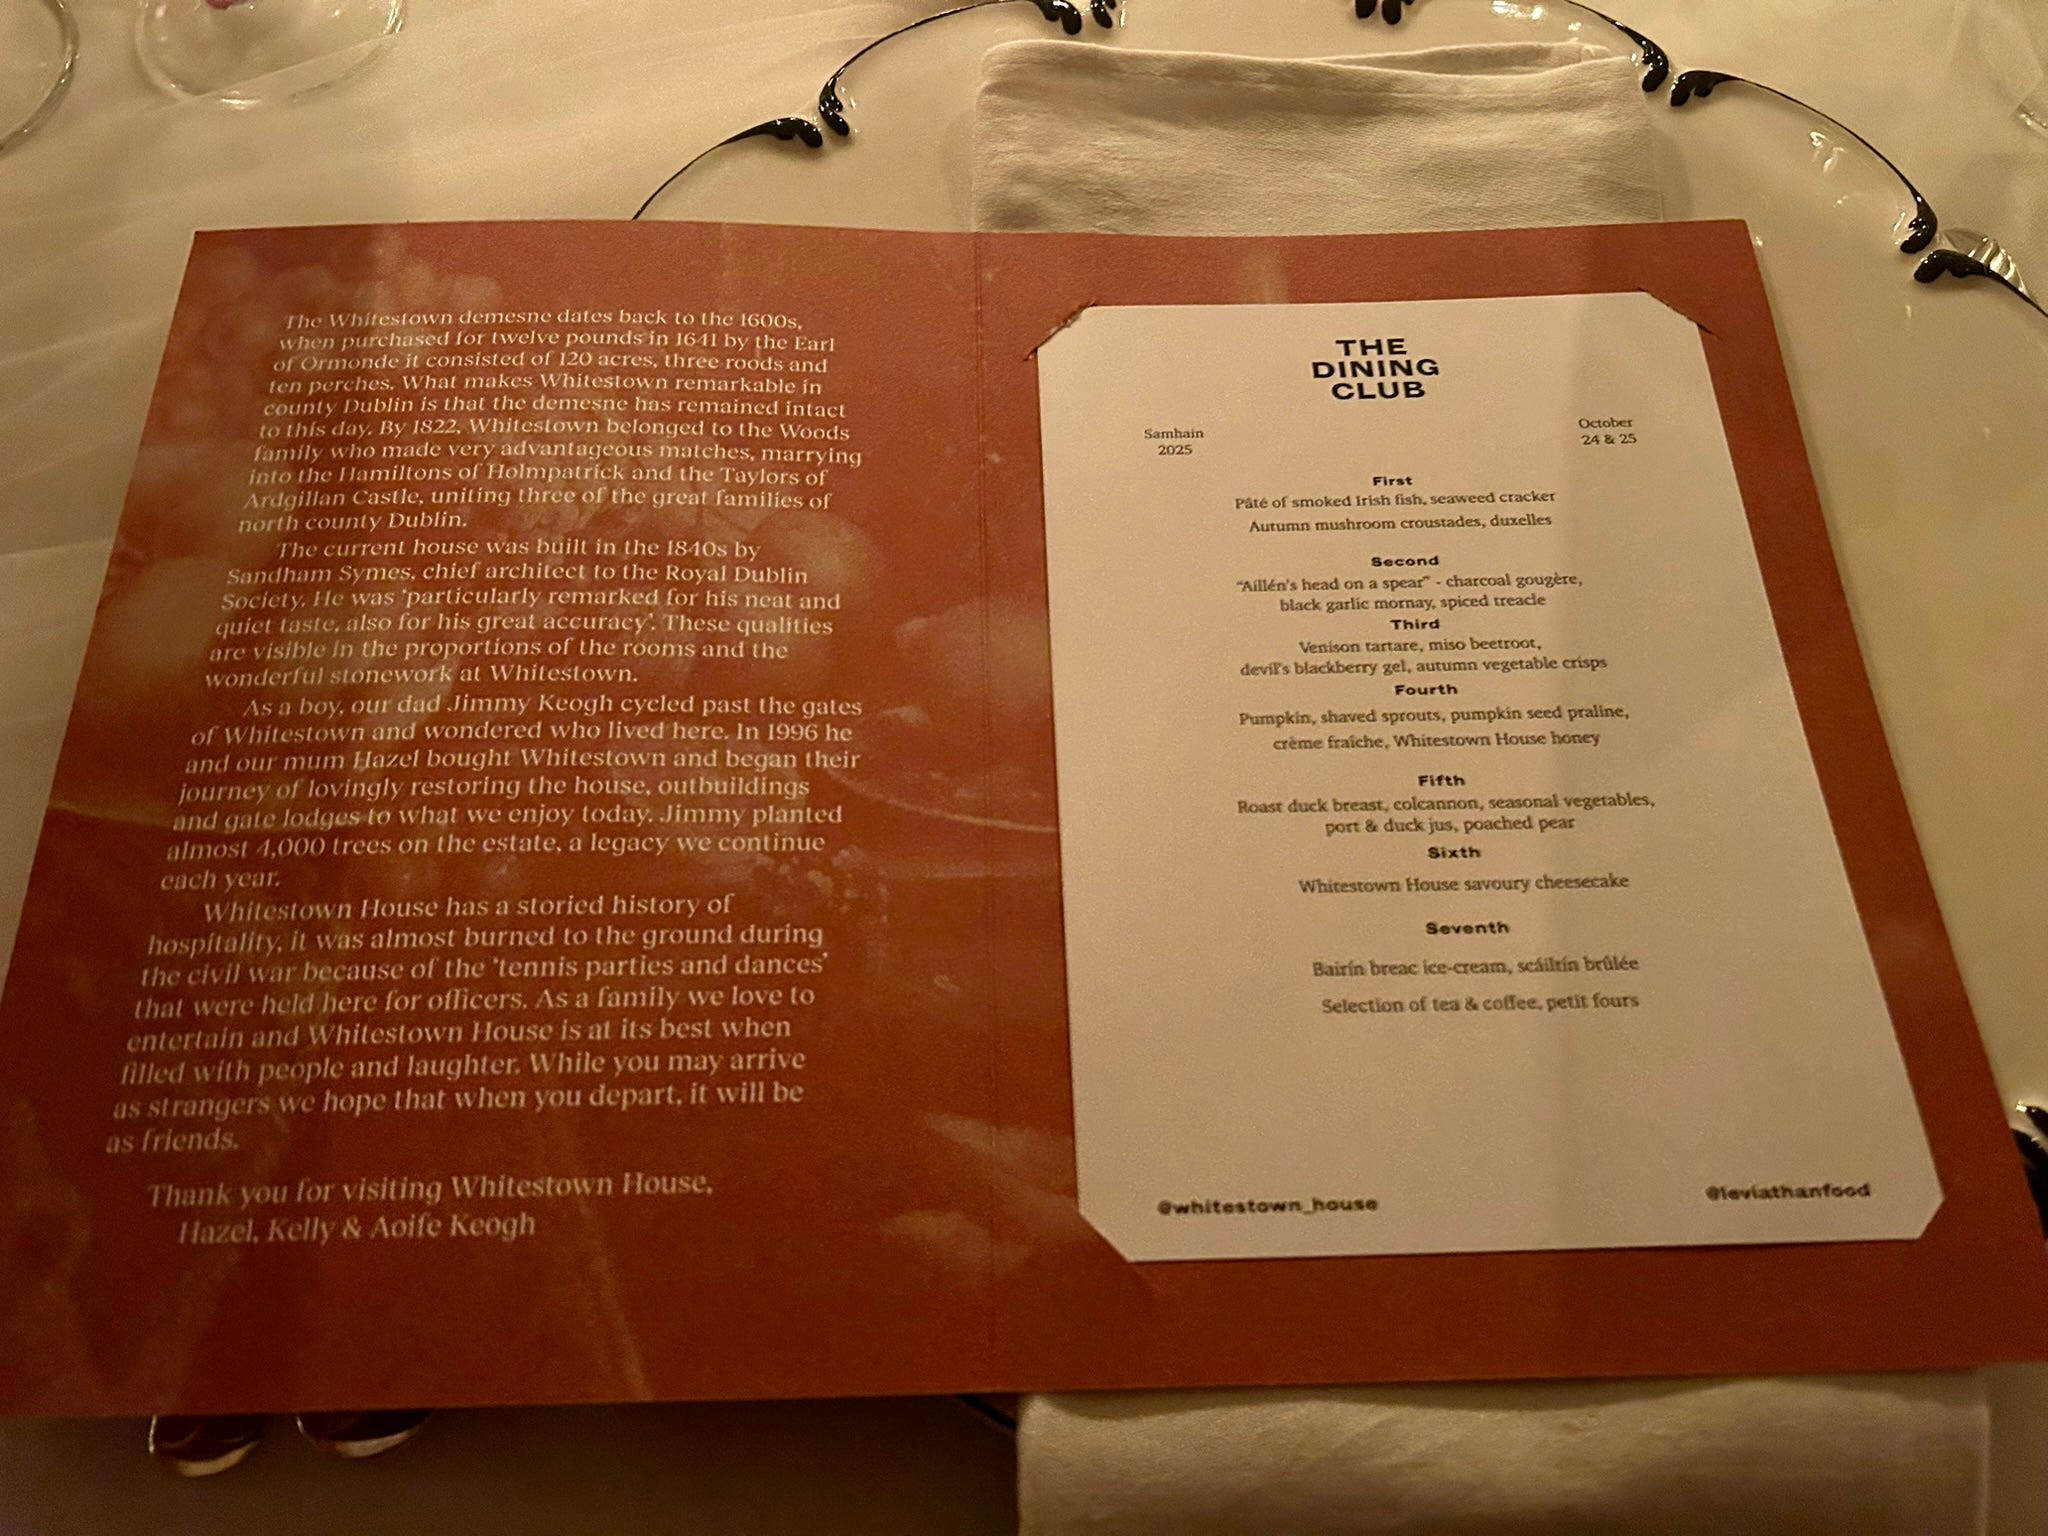 The Whitestown demesne dates back to the 1600s,
when purchased for twelve pounds in 1641 by the Earl
of Ormonde it consisted of 120 acres, three roods and
ten perches. What makes Whitestown remarkable in
county Dublin is that the demesne has remained intact
to this day. By 1822, Whitestown belonged to the Woods
family who made very advantageous matches, marrying
into the Hamiltons of Holmpatrick and the Taylors of
Ardgillan Castle, uniting three of the great families of
north county Dublin.
The current house was built in the 1840s by
Sandham Symes, chief architect to the Royal Dublin
Society. He was ‘particularly remarked for his neat and
quiet taste, also for his great accuracy’. These qualities
are visible in the proportions of the rooms and the
wonderful stonework at Whitestown.
As a boy, our dad Jimmy Keogh cycled past the gates
of Whitestown and wondered who lived here. In 1996 he
and our mum Hazel bought Whitestown and began their
journey of lovingly restoring the house, outbuildings
and gate lodges to what we enjoy today. Jimmy planted
almost 4,000 trees on the estate, a legacy we continue
each year.
Whitestown House has a storied history of
hospitality, it was almost burned to the ground during
the civil war because of the ‘tennis parties and dances’
that were held here for officers. As a family we love to
entertain and Whitestown House is at its best when
filled with people and laughter. While you may arrive
as strangers we hope that when you depart, it will be
as friends.
Thank you for visiting Whitestown House,
Hazel, Kelly & Aoife Keogh
THE
DINING
CLUB
Samhain
2025
October
24 & 25
First
Pâté of smoked Irish fish, seaweed cracker
Autumn mushroom croustades, duxelles
Second
“Aillén’s head on a spear” - charcoal gougère,
black garlic mornay, spiced treacle
Third
Venison tartare, miso beetroot,
devil’s blackberry gel, autumn vegetable crisps
Fourth
Pumpkin, shaved sprouts, pumpkin seed praline,
crème fraîche, Whitestown House honey
Fifth
Roast duck breast, colcannon, seasonal vegetables,
port & duck jus, poached pear
Sixth
Whitestown House savoury cheesecake
Seventh
Bairín breac ice-cream, scáiltín brûlée
Selection of tea & coffee, petit fours
@whitestown_house
@leviathanfood